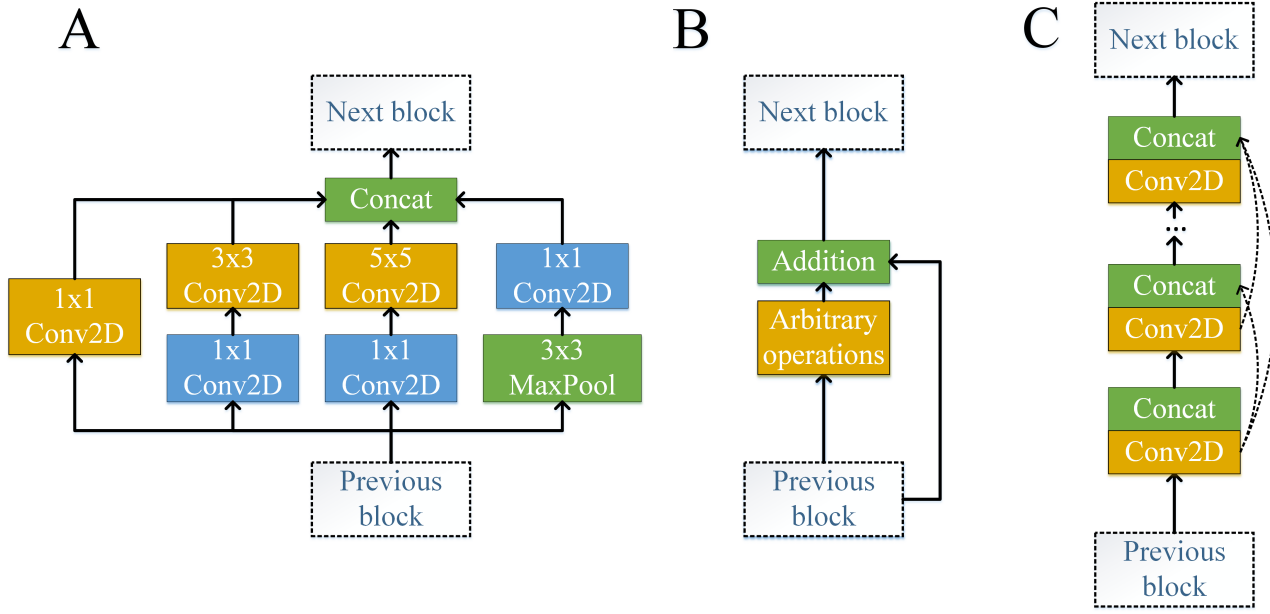 A
Next block
Concat
3x3
Conv2D
5x5
Conv2D
1x1
Conv2D
1x1
Conv2D
1x1
Conv2D
1x1
Conv2D
3x3
MaxPool
Previous
block
B
Next block
Addition
Arbitrary
operations
Previous
block
C
Next block
Concat
Conv2D
...
Concat
Conv2D
Concat
Conv2D
Previous
block